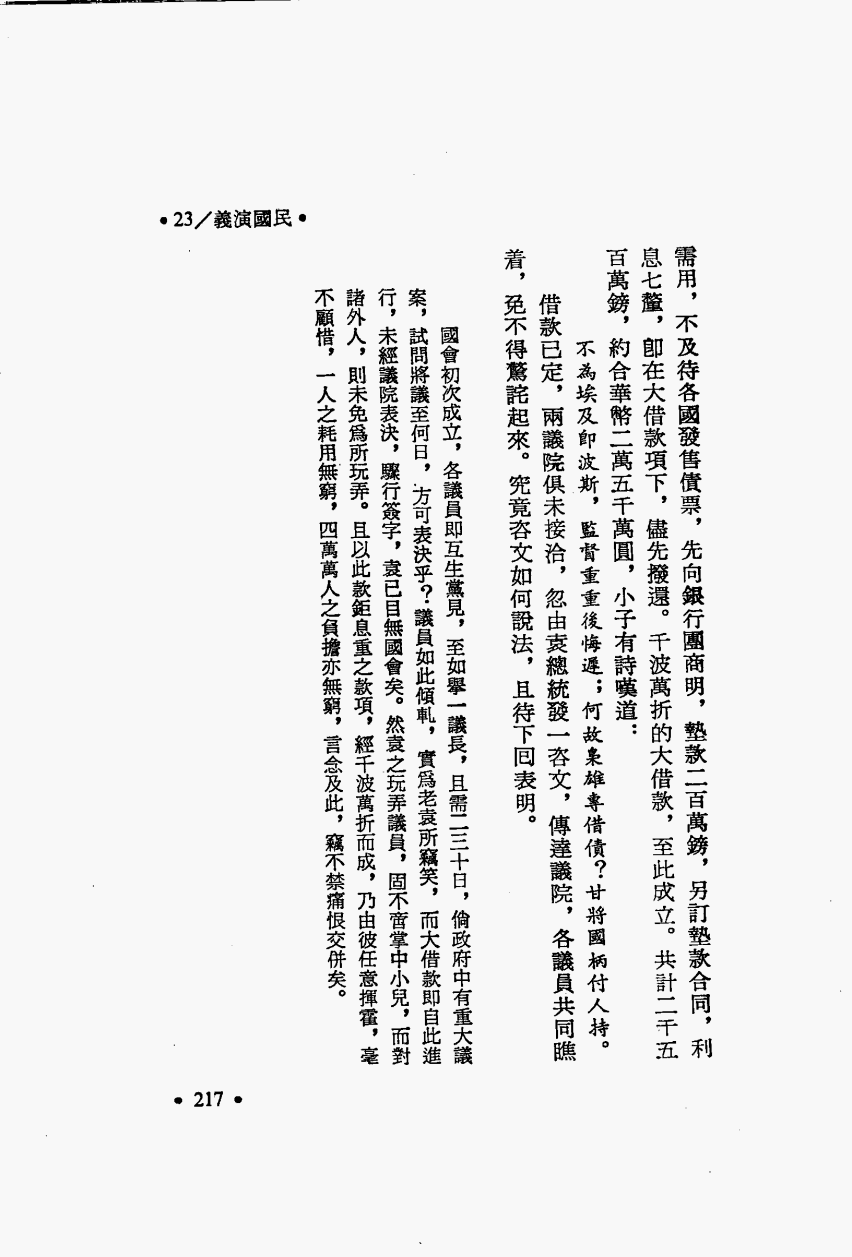 •23／義演國民•
需用，不及待各國發售債票，先向銀行團商明，墊款二百萬鎊，另訂墊款合同，利
息七釐，卽在大借款項下，儘先撥還。千波萬折的大借款，至此成立。共計二千五
百萬鎊，約合華幣二萬五千萬圓，小子有詩嘆道：
不為埃及卽波斯，監督重重後悔遲；何故梟雄專借債？甘將國柄付人持。
借款已定，兩議院俱未接洽，忽由袁總統發一咨文，傳達議院，各議員共同瞧
着，免不得驚詫起來。究竟咨文如何說法，且待下回表明。
國會初次成立，各議員卽互生黨見，至如舉一議長，且需二三十日，倘政府中有重大議
案，試問將議至何日，方可表決乎？議員如此傾軋，實爲老袁所竊笑，而大借款卽自此進
行，未經議院表決，驟行簽字，袁已目無國會矣。然袁之玩弄議員，固不啻掌中小兒，而對
諸外人，則未免爲所玩弄。且以此款鉅息重之款項，經千波萬折而成，乃由彼任意揮霍，毫
不顧惜，一人之耗用無窮，四萬萬人之負擔亦無窮，言念及此，竊不禁痛恨交併矣。
•217•